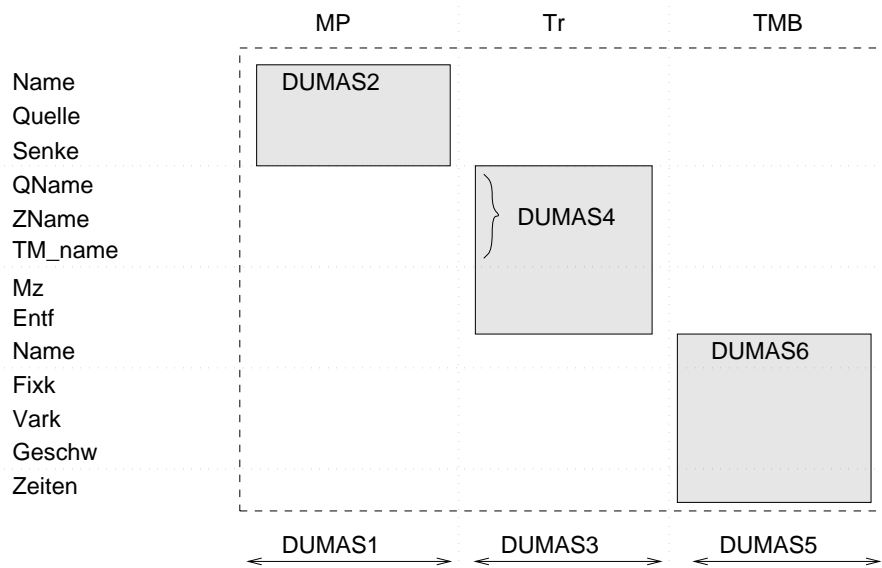 MP Tr TMB
Name DUMAS2
Quelle
Senke
QName
ZName DUMAS4
TM_name
Mz
Entf
Name DUMAS6
Fixk
Vark
Geschw
Zeiten
DUMAS1 DUMAS3 DUMAS5